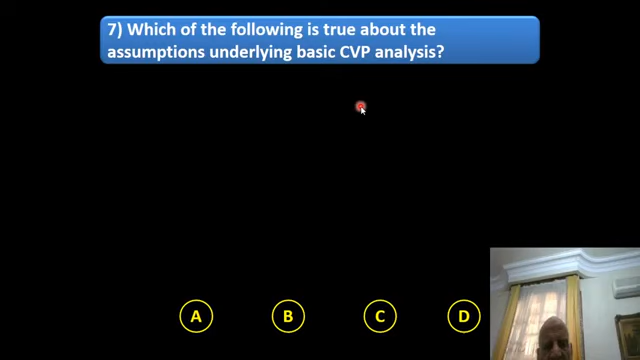 7) Which of the following is true about the
assumptions underlying basic CVP analysis?
A B C D